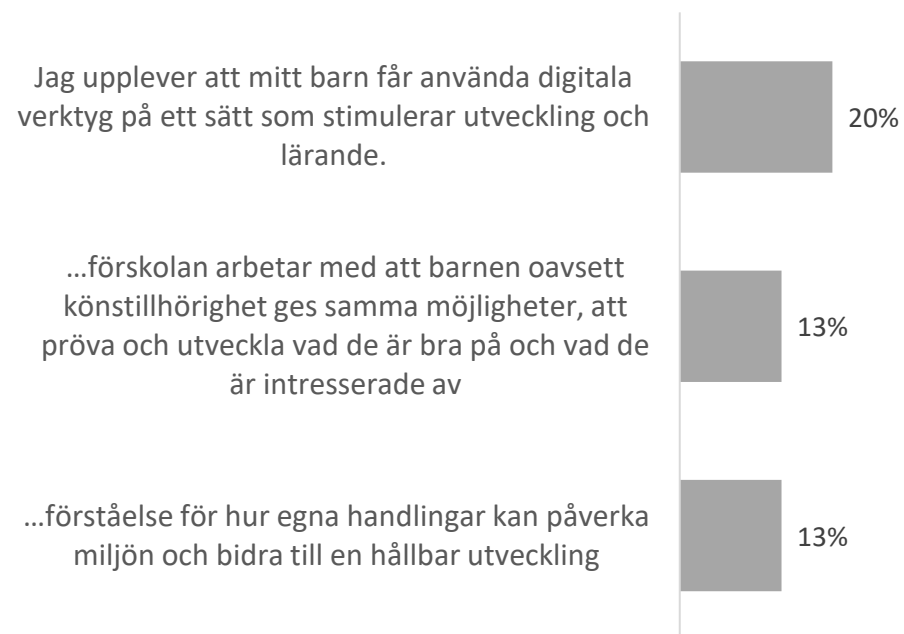 Jag upplever att mitt barn får använda digitala
verktyg på ett sätt som stimulerar utveckling och
lärande.
20%
…förskolan arbetar med att barnen oavsett
könstillhörighet ges samma möjligheter, att
pröva och utveckla vad de är bra på och vad de
är intresserade av
13%
…förståelse för hur egna handlingar kan påverka
miljön och bidra till en hållbar utveckling
13%